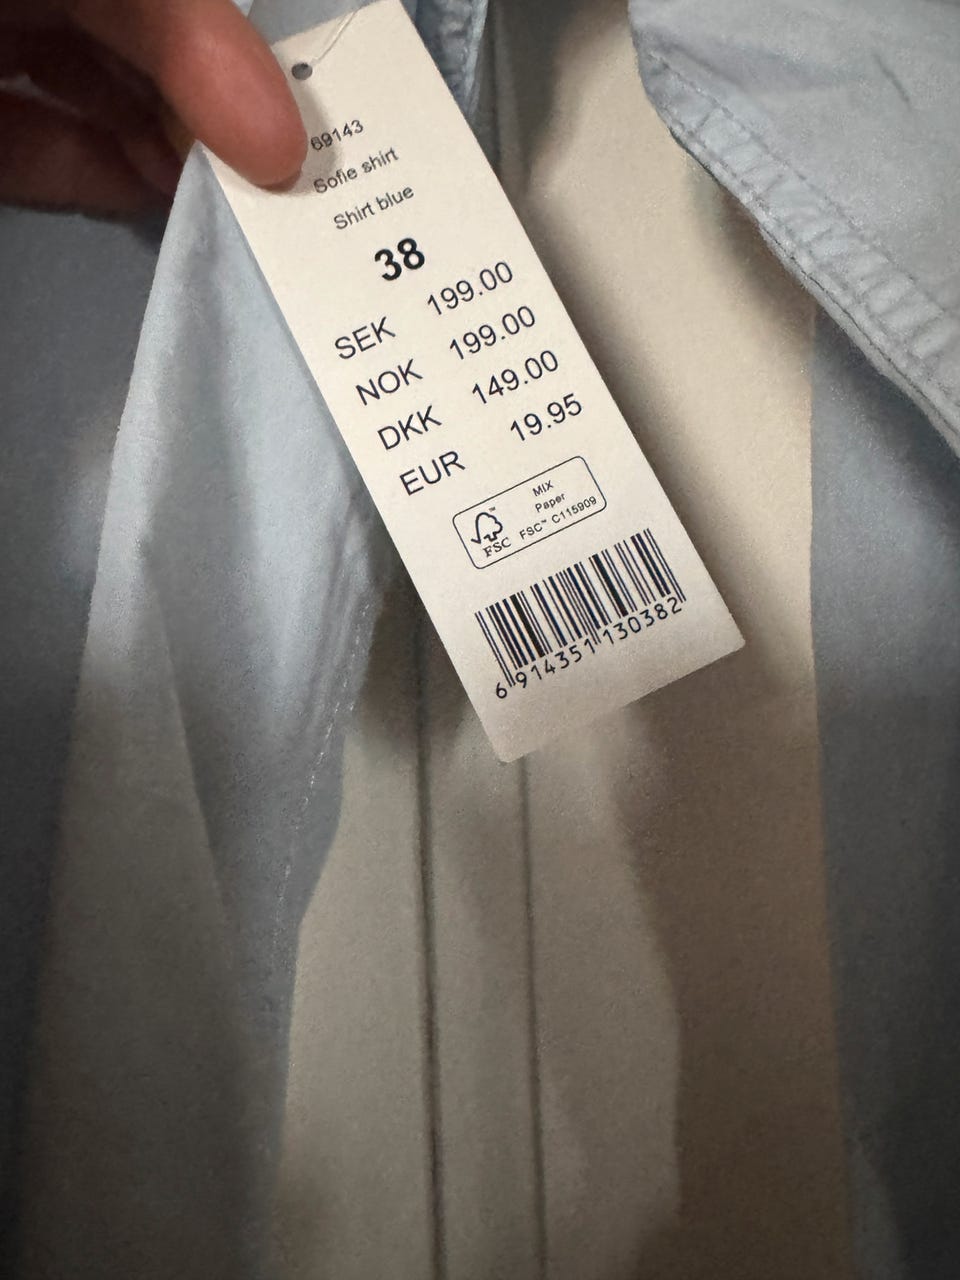 69143
Sofie shirt
Shirt blue
38
SEK 199.00
NOK 199.00
DKK 149.00
EUR 19.95
MIX
Paper
FSC™ C115909
FSC™
6 914351 130382